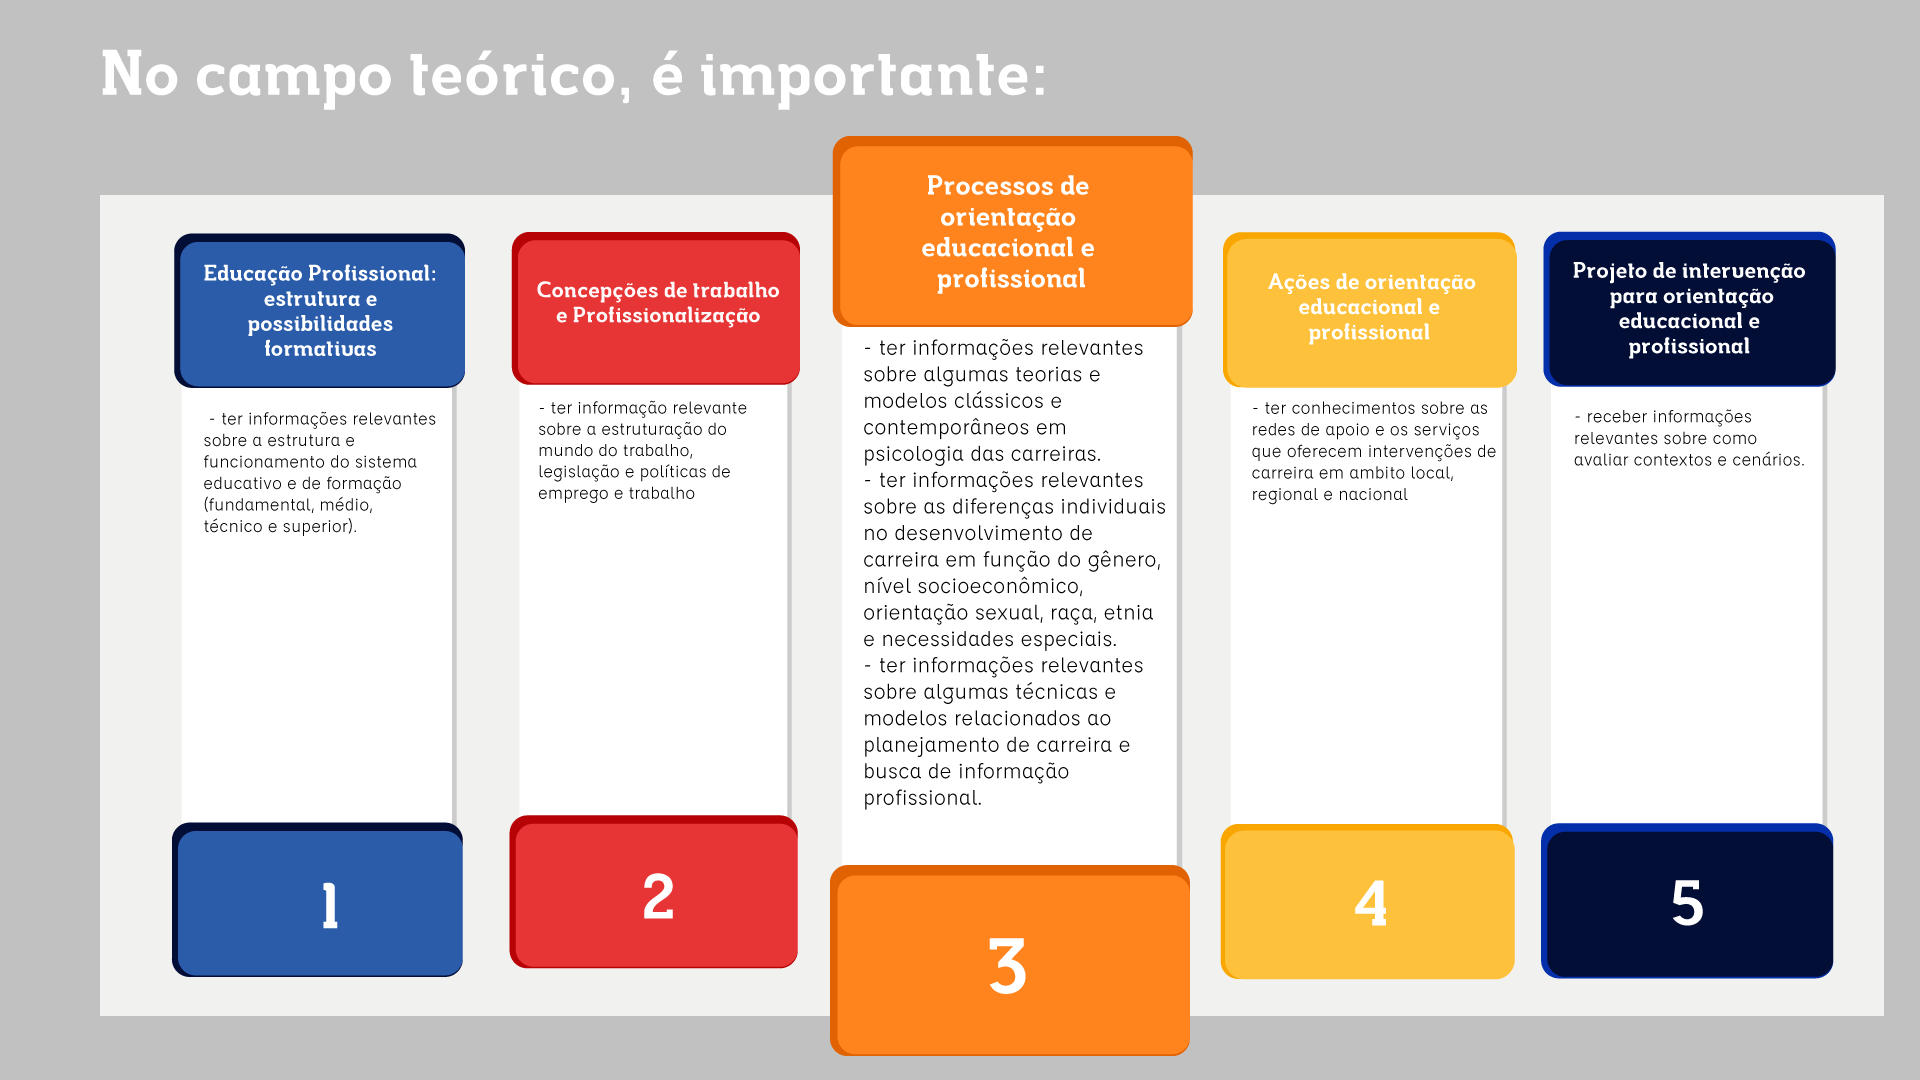 No campo teórico, é importante:
Educação Profissional:
estrutura e
possibilidades
formativas
- ter informações relevantes
sobre a estrutura e
funcionamento do sistema
educativo e de formação
(fundamental, médio,
técnico e superior).
1
Concepções de trabalho
e Profissionalização
- ter informação relevante
sobre a estruturação do
mundo do trabalho,
legislação e políticas de
emprego e trabalho
2
Processos de
orientação
educacional e
profissional
- ter informações relevantes
sobre algumas teorias e
modelos clássicos e
contemporâneos em
psicologia das carreiras.
- ter informações relevantes
sobre as diferenças individuais
no desenvolvimento de
carreira em função do gênero,
nível socioeconômico,
orientação sexual, raça, etnia
e necessidades especiais.
- ter informações relevantes
sobre algumas técnicas e
modelos relacionados ao
planejamento de carreira e
busca de informação
profissional.
3
Ações de orientação
educacional e
profissional
- ter conhecimentos sobre as
redes de apoio e os serviços
que oferecem intervenções de
carreira em ambito local,
regional e nacional
4
Projeto de intervenção
para orientação
educacional e
profissional
- receber informações
relevantes sobre como
avaliar contextos e cenários.
5